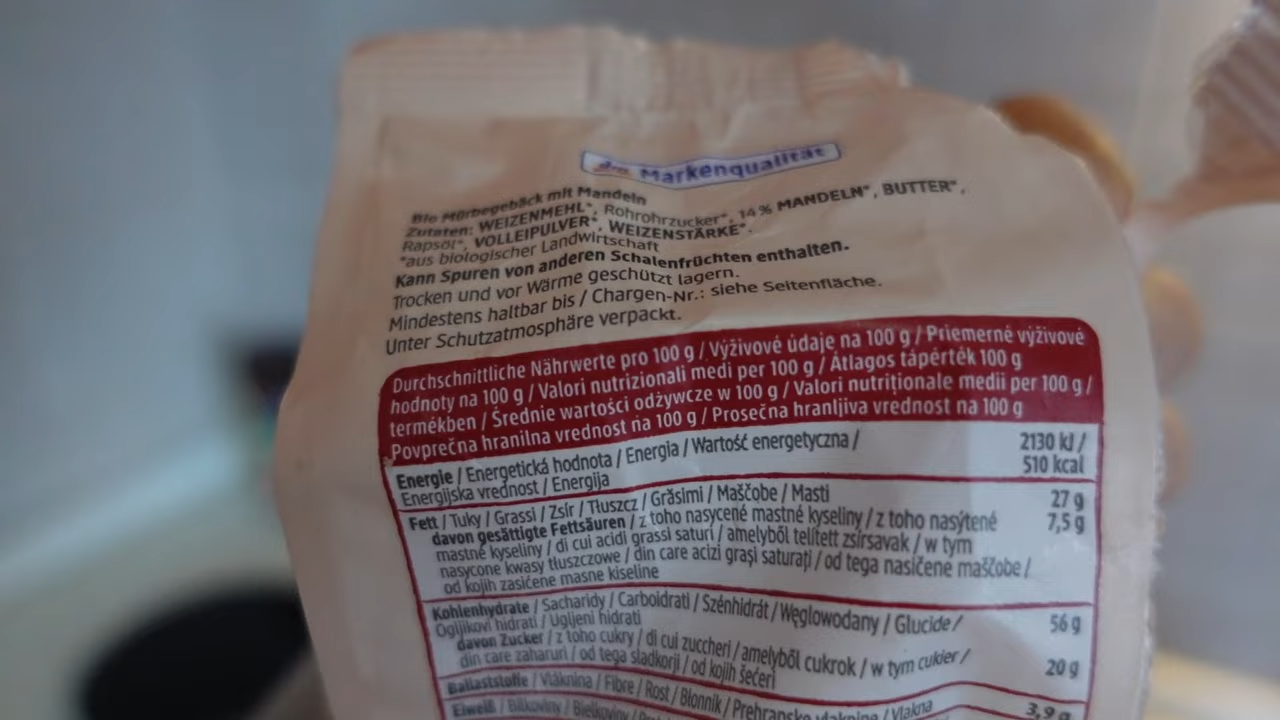 dm Markenqualität
Bio Mürbegebäck mit Mandeln
Zutaten: WEIZENMEHL*, Rohrohrzucker*, 14 % MANDELN*, BUTTER*,
Rapsöl*, VOLLEIPULVER*, WEIZENSTÄRKE*.
*aus biologischer Landwirtschaft
Kann Spuren von anderen Schalenfrüchten enthalten.
Trocken und vor Wärme geschützt lagern.
Mindestens haltbar bis / Chargen-Nr.: siehe Seitenfläche.
Unter Schutzatmosphäre verpackt.
Durchschnittliche Nährwerte pro 100 g / Výživové údaje na 100 g / Priemerné výživové
hodnoty na 100 g / Valori nutrizionali medi per 100 g / Átlagos tápérték 100 g
termékben / Średnie wartości odżywcze w 100 g / Valori nutriționale medii per 100 g /
Povprečna hranilna vrednost na 100 g / Prosečna hranljiva vrednost na 100 g
Energie / Energetická hodnota / Energia / Wartość energetyczna / 2130 kJ /
Energijska vrednost / Energija 510 kcal
Fett / Tuky / Grassi / Zsír / Tłuszcz / Grăsimi / Maščobe / Masti 27 g
davon gesättigte Fettsäuren / z toho nasycené mastné kyseliny / z toho nasýtené 7,5 g
mastné kyseliny / di cui acidi grassi saturi / amelyből telített zsírsavak / w tym
nasycone kwasy tłuszczowe / din care acizi grași saturați / od tega nasičene maščobe /
od kojih zasićene masne kiseline
Kohlenhydrate / Sacharidy / Carboidrati / Szénhidrát / Węglowodany / Glucide / 56 g
Ogljikovi hidrati / Ugljeni hidrati
davon Zucker / z toho cukry / di cui zuccheri / amelyből cukrok / w tym cukier / 20 g
din care zaharuri / od tega sladkorji / od kojih šećeri
Ballaststoffe / Vláknina / Fibre / Rost / Błonnik / Prehranske vlaknine / Vlakna 3,9 g
Eiweiß / Bílkoviny / Bielkoviny /